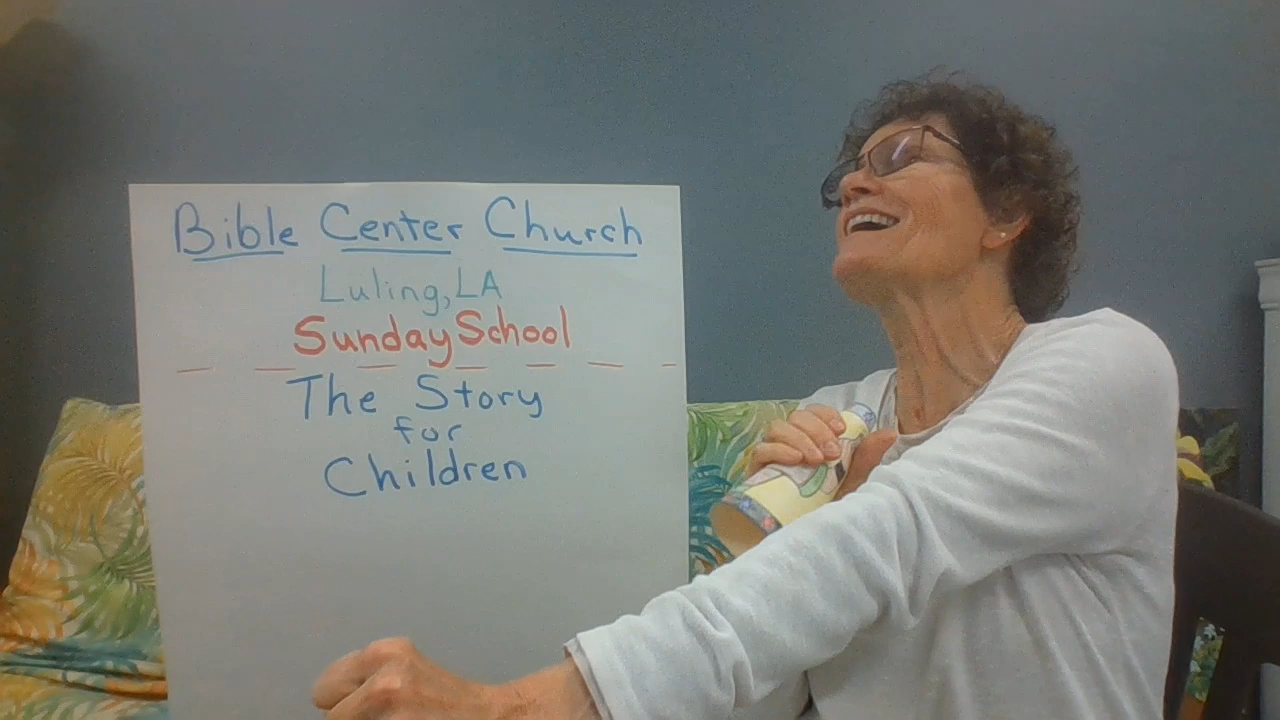 Bible Center Church
Luling, LA
Sunday School
The Story
for
Children